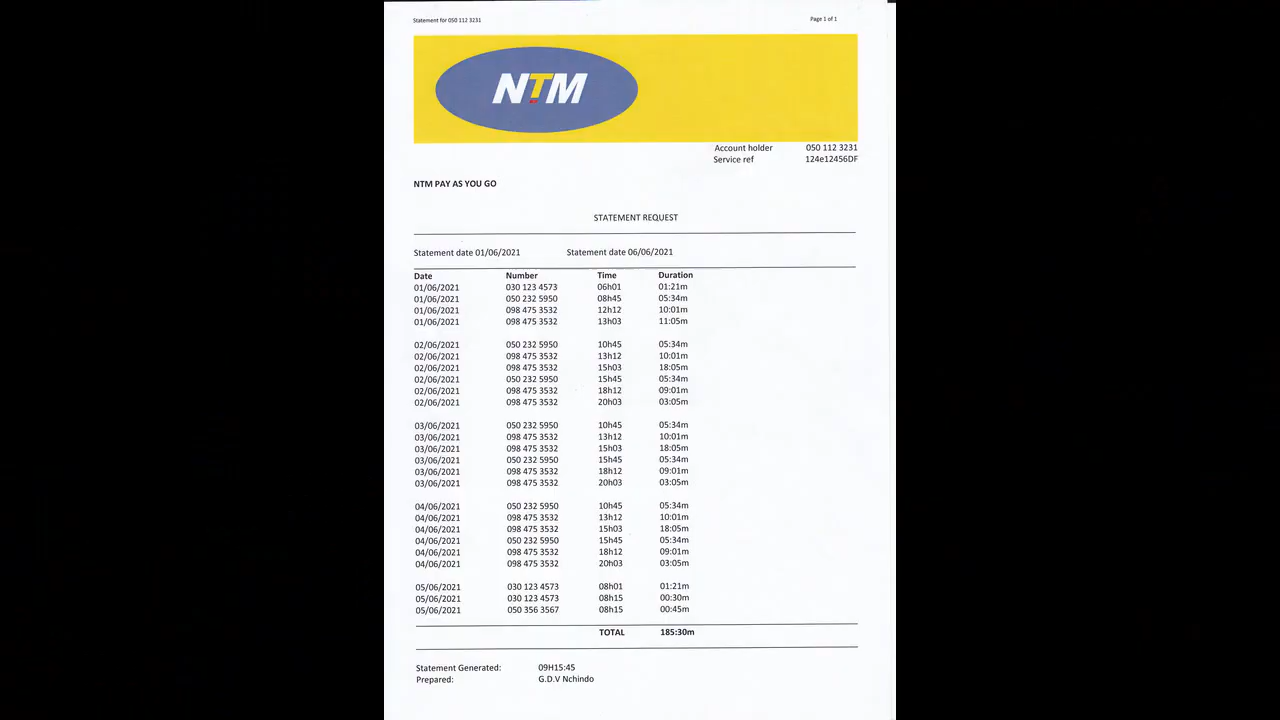 Statement for 050 112 3231 Page 1 of 1
NTM
Account holder 050 112 3231
Service ref 124e12456DF
NTM PAY AS YOU GO
STATEMENT REQUEST
Statement date 01/06/2021 Statement date 06/06/2021
Date Number Time Duration
01/06/2021 030 123 4573 06h01 01:21m
01/06/2021 050 232 5950 08h45 05:34m
01/06/2021 098 475 3532 12h12 10:01m
01/06/2021 098 475 3532 13h03 11:05m
02/06/2021 050 232 5950 10h45 05:34m
02/06/2021 098 475 3532 13h12 10:01m
02/06/2021 098 475 3532 15h03 18:05m
02/06/2021 050 232 5950 15h45 05:34m
02/06/2021 098 475 3532 18h12 09:01m
02/06/2021 098 475 3532 20h03 03:05m
03/06/2021 050 232 5950 10h45 05:34m
03/06/2021 098 475 3532 13h12 10:01m
03/06/2021 098 475 3532 15h03 18:05m
03/06/2021 050 232 5950 15h45 05:34m
03/06/2021 098 475 3532 18h12 09:01m
03/06/2021 098 475 3532 20h03 03:05m
04/06/2021 050 232 5950 10h45 05:34m
04/06/2021 098 475 3532 13h12 10:01m
04/06/2021 098 475 3532 15h03 18:05m
04/06/2021 050 232 5950 15h45 05:34m
04/06/2021 098 475 3532 18h12 09:01m
04/06/2021 098 475 3532 20h03 03:05m
05/06/2021 030 123 4573 08h01 01:21m
05/06/2021 030 123 4573 08h15 00:30m
05/06/2021 050 356 3567 08h15 00:45m
TOTAL 185:30m
Statement Generated: 09H15:45
Prepared: G.D.V Nchindo